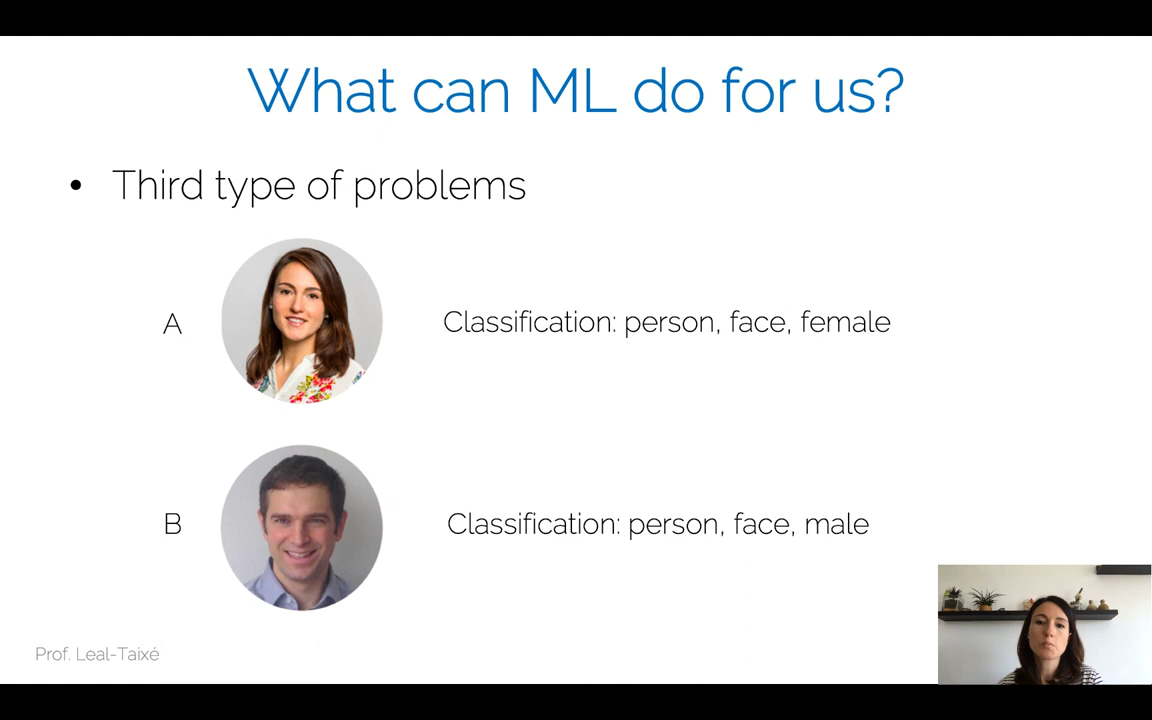 What can ML do for us?
• Third type of problems
A
Classification: person, face, female
B
Classification: person, face, male
Prof. Leal-Taixé